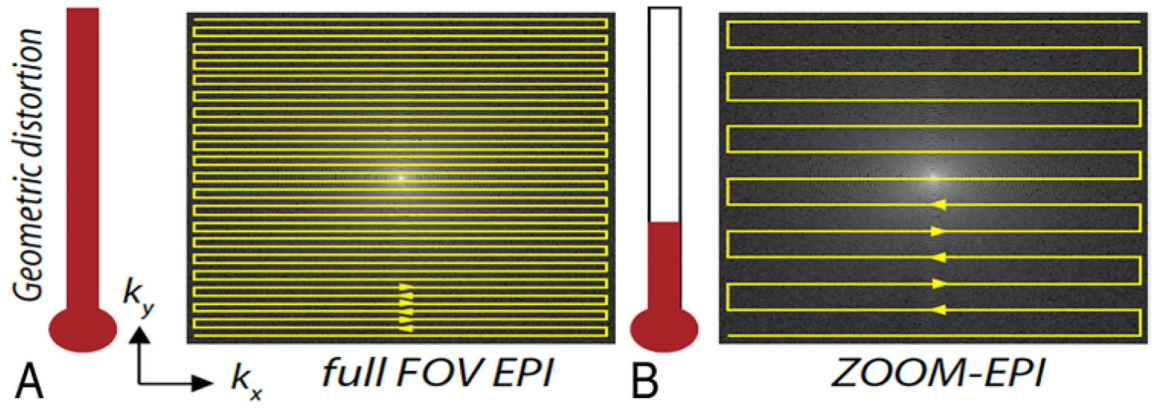 Geometric distortion
k_y
k_x
A
full FOV EPI
B
ZOOM-EPI